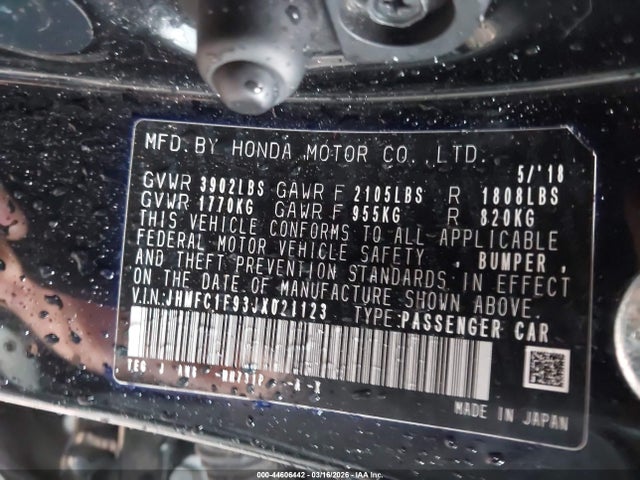 MFD. BY HONDA MOTOR CO., LTD.
5/'18
GVWR 3902LBS GAWR F 2105LBS R 1808LBS
GVWR 1770KG GAWR F 955KG R 820KG
THIS VEHICLE CONFORMS TO ALL APPLICABLE
FEDERAL MOTOR VEHICLE SAFETY , BUMPER ,
AND THEFT PREVENTION STANDARDS IN EFFECT
ON THE DATE OF MANUFACTURE SHOWN ABOVE.
V.I.N: JHMFC1F93JX021123 TYPE: PASSENGER CAR
MADE IN JAPAN
000-44606442 - 03/16/2026 - IAA Inc.